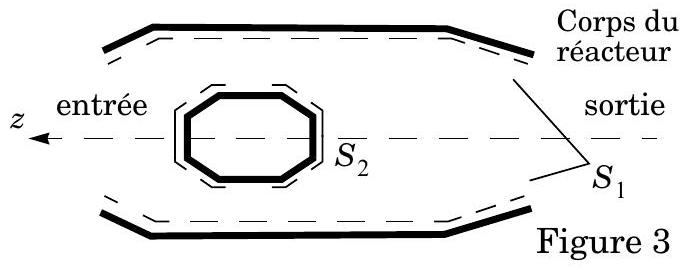 Corps du
réacteur
entrée
sortie
z
S2
S1
Figure 3